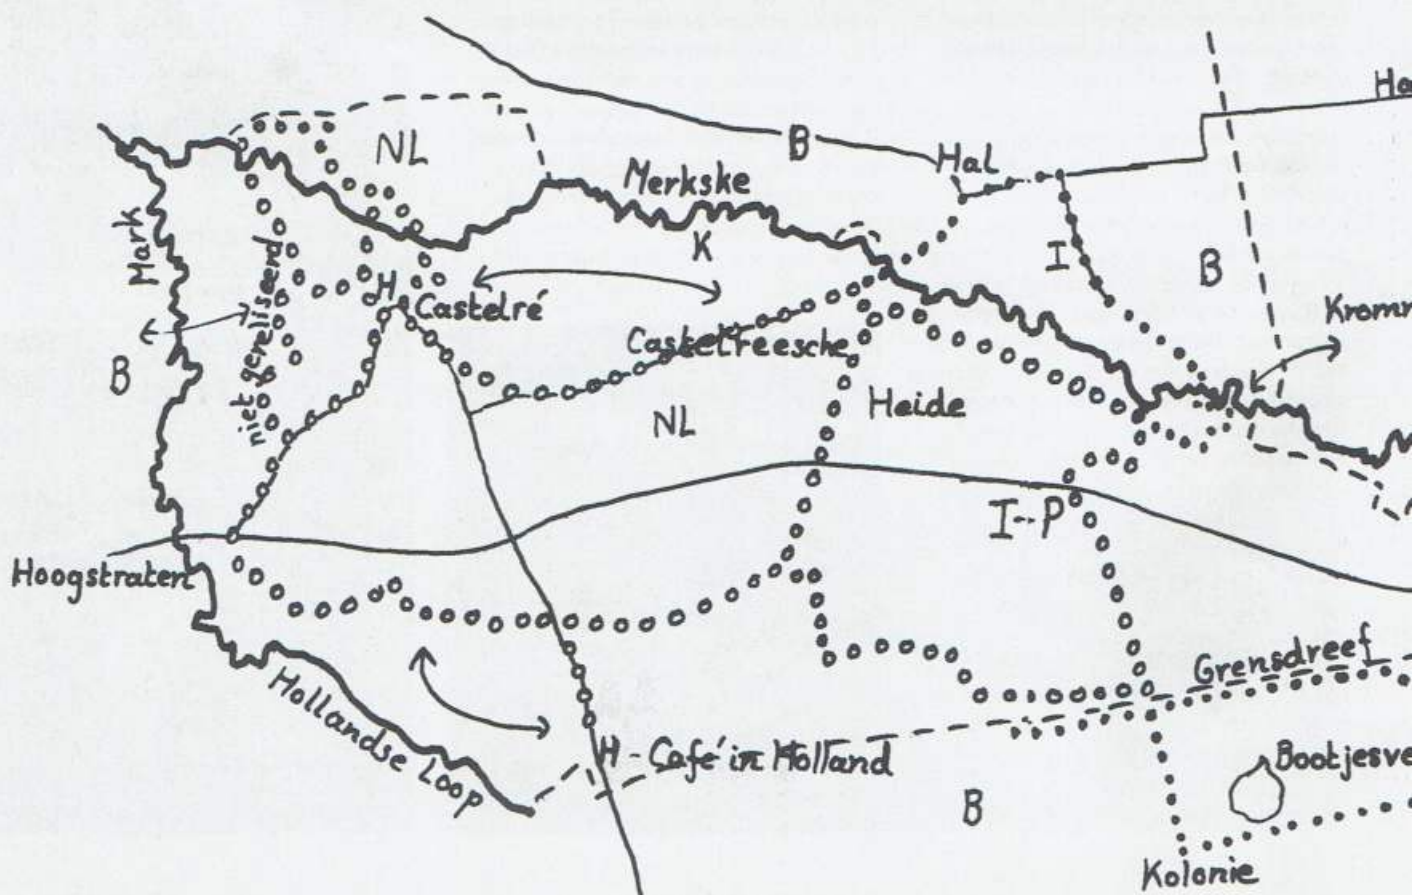 Ha
B
NL
Hal
Merkske
Mark
K
I
B
niet gerealiseerd
H
Castelré
Kromm
Castelreesche
B
Heide
NL
I--P
Hoogstraten
Grensdreef
Hollandse Loop
H - Café in Holland
Bootjesve
B
Kolonie